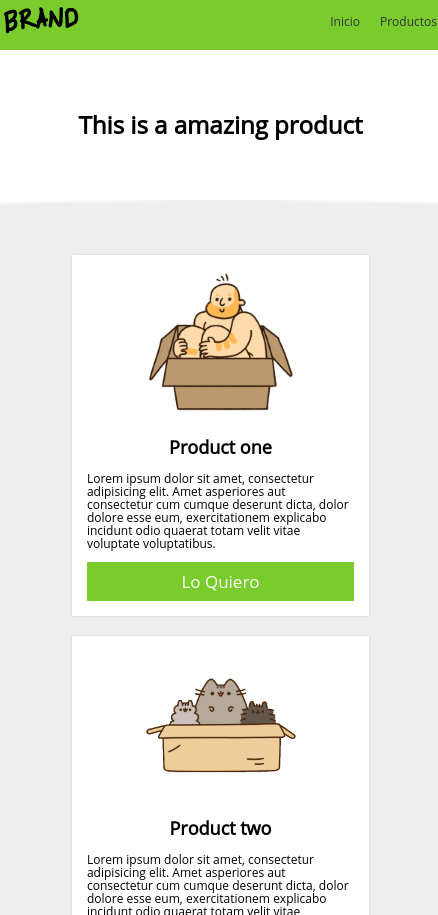 BRAND
Inicio
Productos
This is a amazing product
Product one
Lorem ipsum dolor sit amet, consectetur
adipisicing elit. Amet asperiores aut
consectetur cum cumque deserunt dicta, dolor
dolore esse eum, exercitationem explicabo
incidunt odio quaerat totam velit vitae
voluptate voluptatibus.
Lo Quiero
Product two
Lorem ipsum dolor sit amet, consectetur
adipisicing elit. Amet asperiores aut
consectetur cum cumque deserunt dicta, dolor
dolore esse eum, exercitationem explicabo
incidunt odio quaerat totam velit vitae